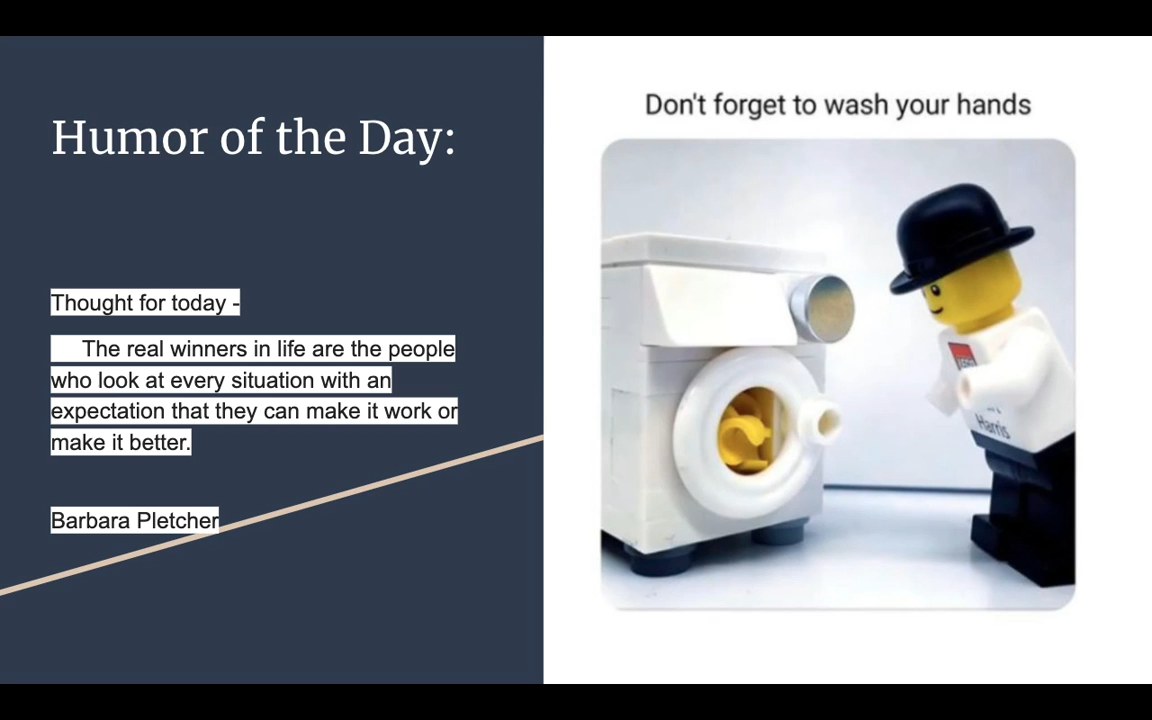 Humor of the Day:
Thought for today -
The real winners in life are the people
who look at every situation with an
expectation that they can make it work or
make it better.
Barbara Pletcher
Don't forget to wash your hands
LEGO
Harris